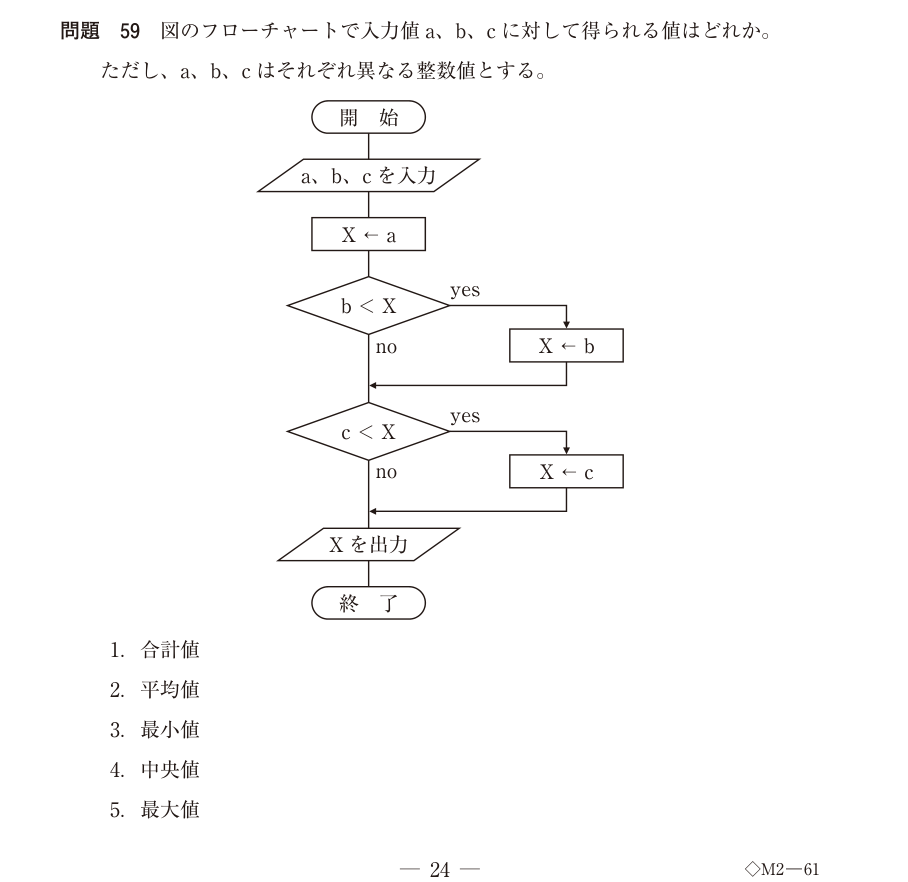 問題 59 図のフローチャートで入力値 a、b、c に対して得られる値はどれか。
ただし、a、b、c はそれぞれ異なる整数値とする。
開 始
a、b、c を入力
X ← a
b < X
yes
X ← b
no
c < X
yes
X ← c
no
X を出力
終 了
1. 合計値
2. 平均値
3. 最小値
4. 中央値
5. 最大値
— 24 —
◇M2—61